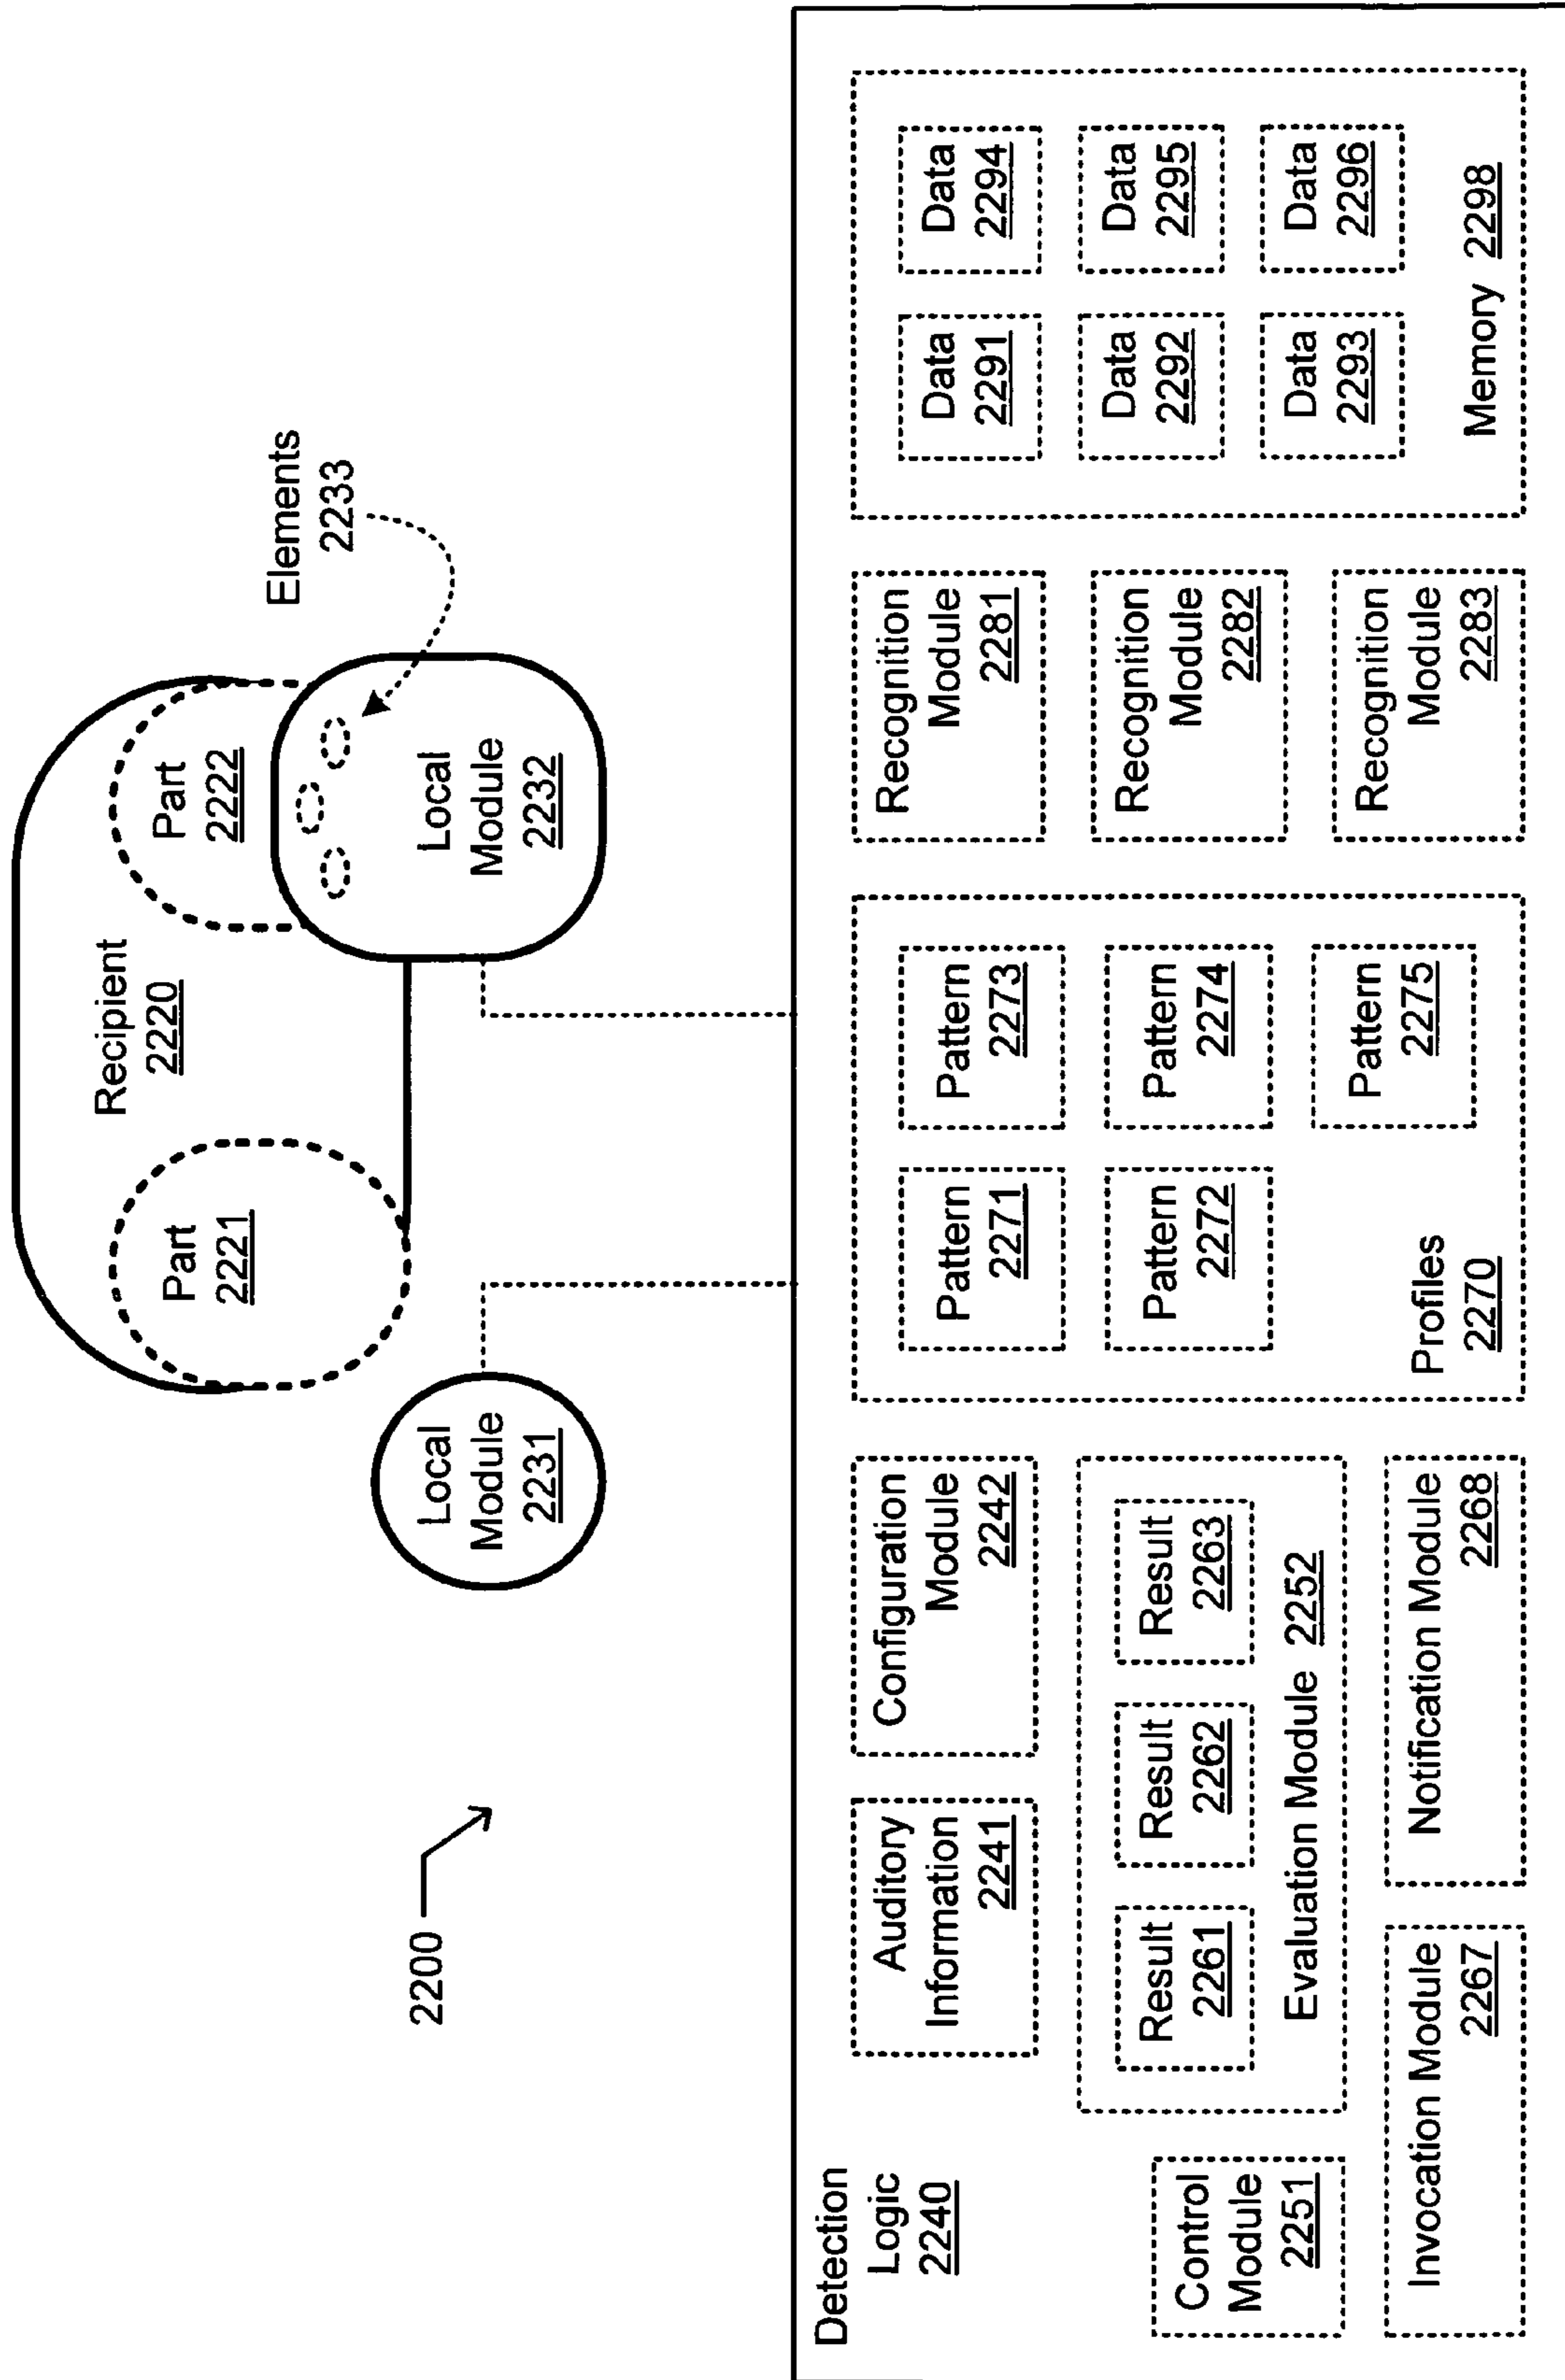 2200
Recipient
2220
Part
2221
Part
2222
Elements
2233
Local
Module
2231
Local
Module
2232
Detection
Logic
2240
Auditory
Information
2241
Configuration
Module
2242
Control
Module
2251
Result
2261
Result
2262
Result
2263
Evaluation Module 2252
Invocation Module
2267
Notification Module
2268
Pattern
2271
Pattern
2273
Pattern
2272
Pattern
2274
Pattern
2275
Profiles
2270
Recognition
Module
2281
Recognition
Module
2282
Recognition
Module
2283
Data
2291
Data
2294
Data
2292
Data
2295
Data
2293
Data
2296
Memory 2298